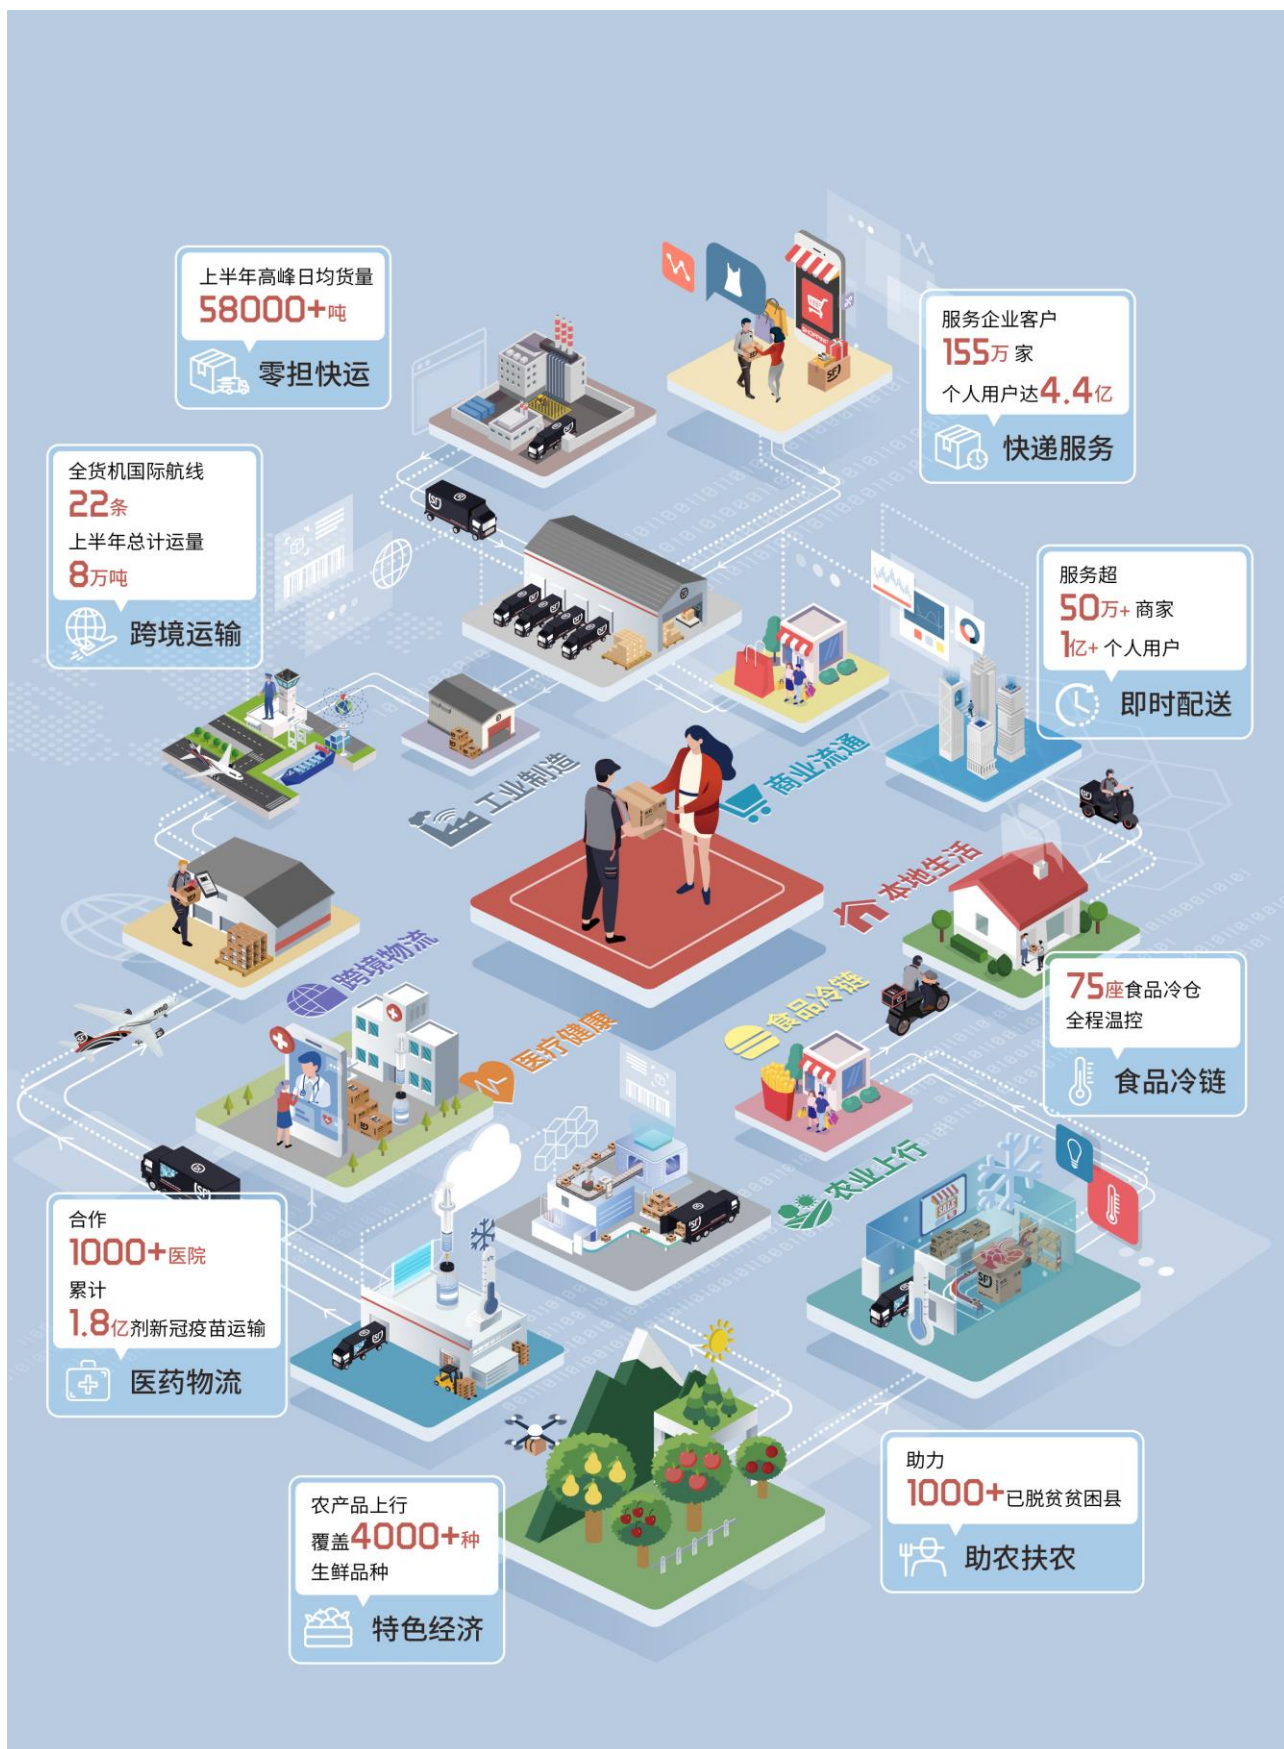 上半年高峰日均货量
58000+吨
零担快运
服务企业客户
155万 家
个人用户达4.4亿
快递服务
全货机国际航线
22条
上半年总计运量
8万吨
跨境运输
服务超
50万+ 商家
1亿+ 个人用户
即时配送
工业制造
商业流通
本地生活
跨境物流
医疗健康
食品冷链
农业上行
75座食品冷仓
全程温控
食品冷链
合作
1000+医院
累计
1.8亿剂新冠疫苗运输
医药物流
助力
1000+已脱贫贫困县
助农扶农
农产品上行
覆盖4000+种
生鲜品种
特色经济
SHOPPING
SF
SF
SF
SF